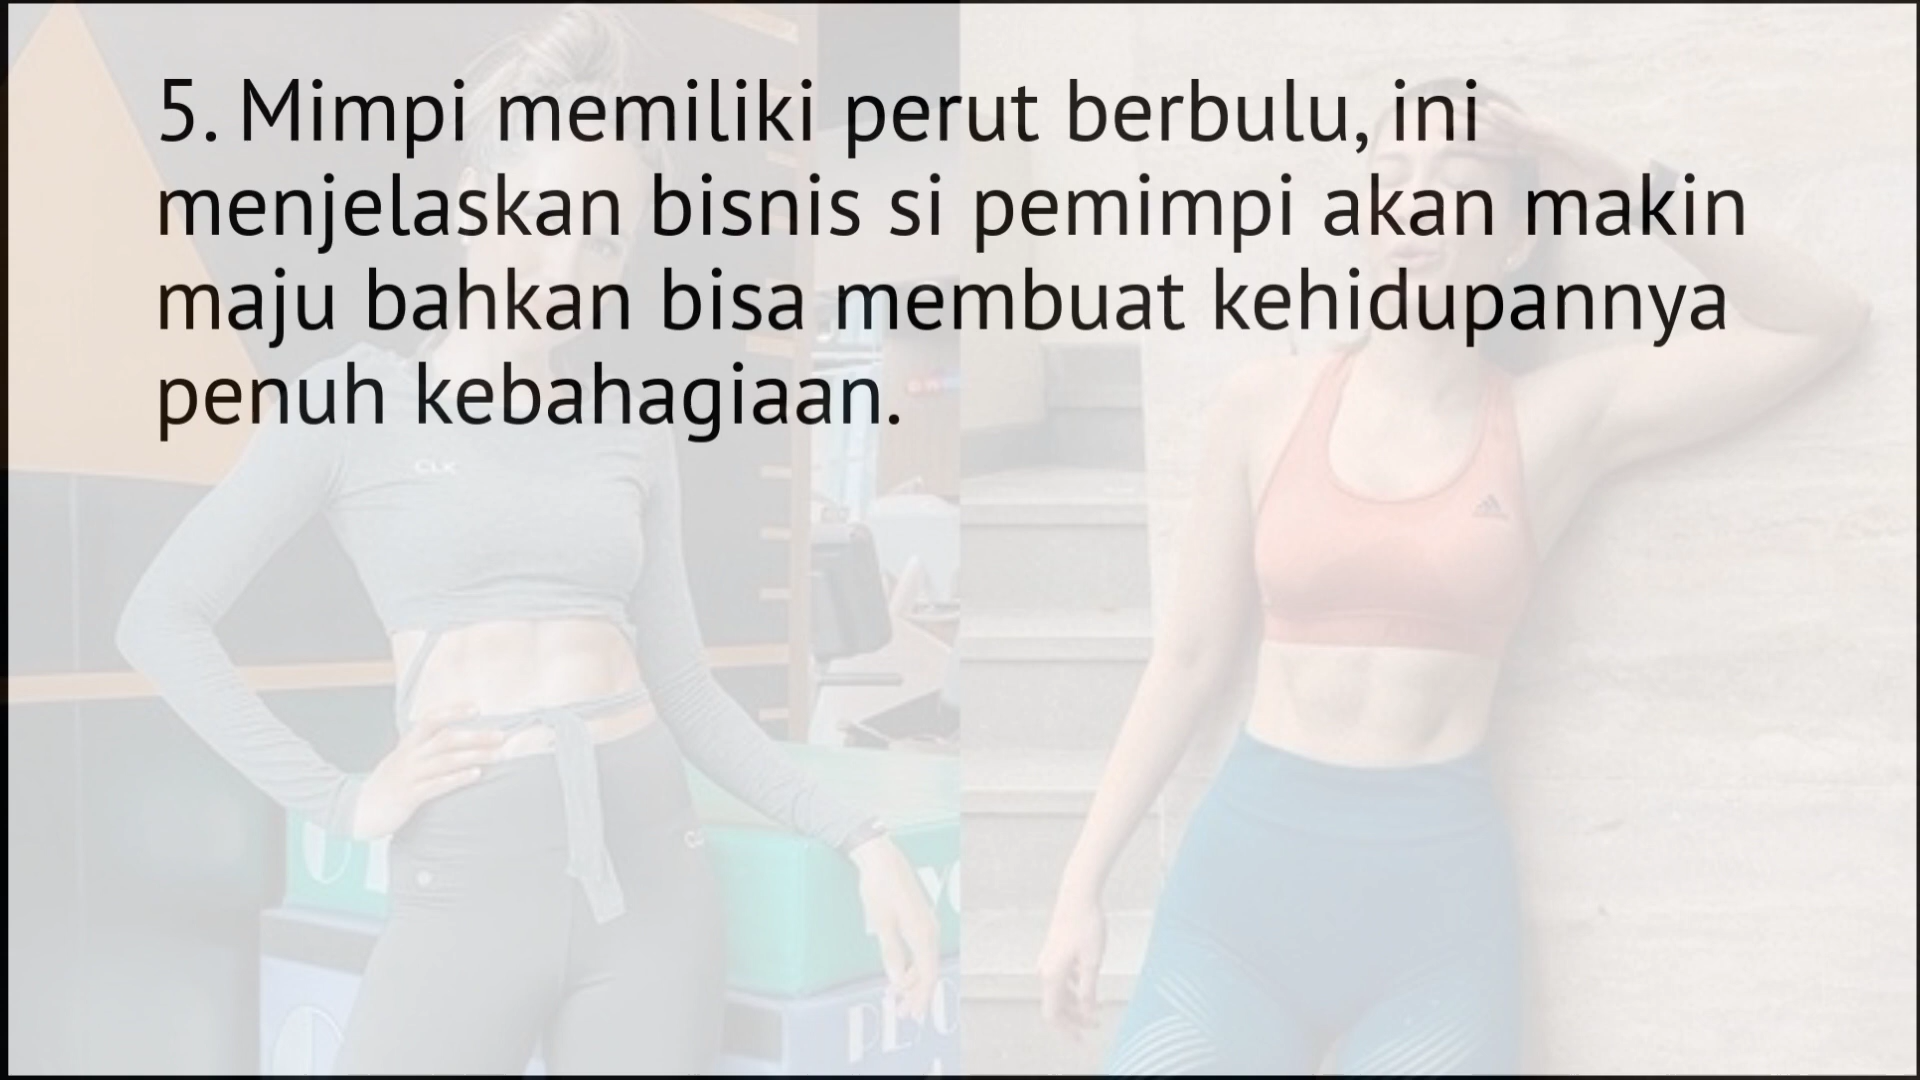 5. Mimpi memiliki perut berbulu, ini
menjelaskan bisnis si pemimpi akan makin
maju bahkan bisa membuat kehidupannya
penuh kebahagiaan.
CLX